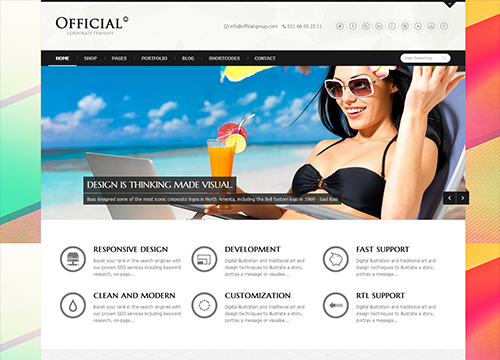 OFFICIAL©
CORPORATE TEMPLATE
info@official-group.com 021 66 03 22 11
HOME SHOP PAGES PORTFOLIO BLOG SHORTCODES CONTACT
DESIGN IS THINKING MADE VISUAL
Bass designed some of the most iconic corporate logos in North America, including the Bell System logo in 1969 - Saul Bass
RESPONSIVE DESIGN DEVELOPMENT FAST SUPPORT
Boost your rank in the search engines with Digital illustration and traditional art and Digital illustration and traditional art and
our proven SEO services including keyword design techniques to illustrate a story, design techniques to illustrate a story,
research, on-page... portray a message or visualise... portray a message or...
CLEAN AND MODERN CUSTOMIZATION RTL SUPPORT
Boost your rank in the search engines with Digital illustration and traditional art and Digital illustration and traditional art and
our proven SEO services including keyword design techniques to illustrate a story, design techniques to illustrate a story,
research, on-page... portray a message or visualise... portray a message or...